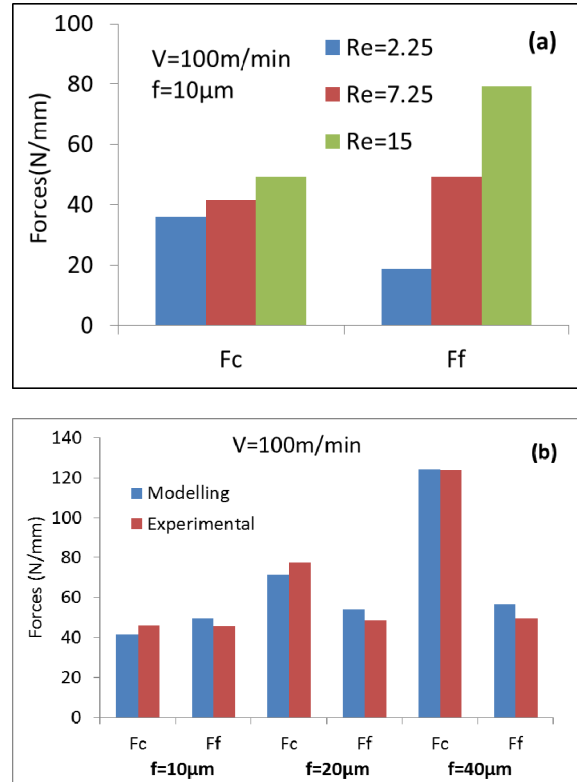 (a)
V=100m/min
f=10μm
Re=2.25
Re=7.25
Re=15
Forces(N/mm)
100
80
60
40
20
0
Fc Ff
(b)
V=100m/min
Modelling
Experimental
Forces (N/mm)
140
120
100
80
60
40
20
0
Fc Ff Fc Ff Fc Ff
f=10μm f=20μm f=40μm